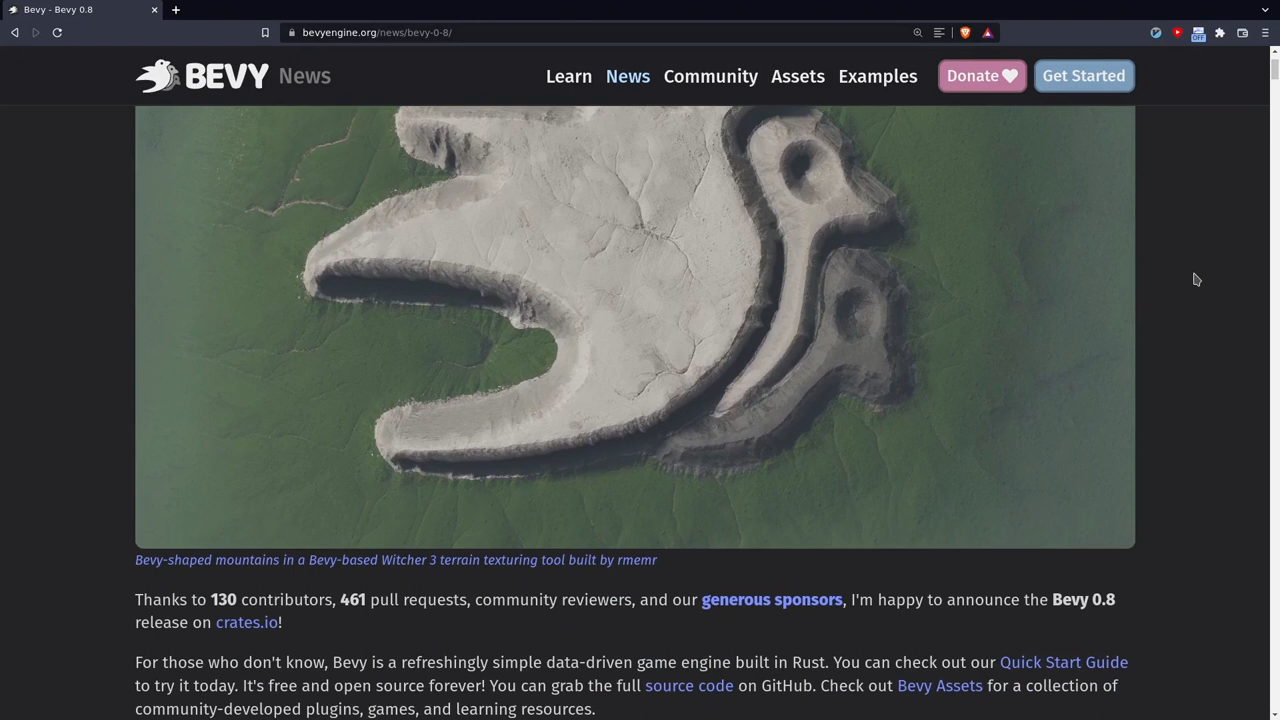 Bevy - Bevy 0.8
bevyengine.org/news/bevy-0-8/
OFF
BEVY News
Learn News Community Assets Examples Donate Get Started
Bevy-shaped mountains in a Bevy-based Witcher 3 terrain texturing tool built by rmemr
Thanks to 130 contributors, 461 pull requests, community reviewers, and our generous sponsors, I'm happy to announce the Bevy 0.8
release on crates.io!
For those who don't know, Bevy is a refreshingly simple data-driven game engine built in Rust. You can check out our Quick Start Guide
to try it today. It's free and open source forever! You can grab the full source code on GitHub. Check out Bevy Assets for a collection of
community-developed plugins, games, and learning resources.